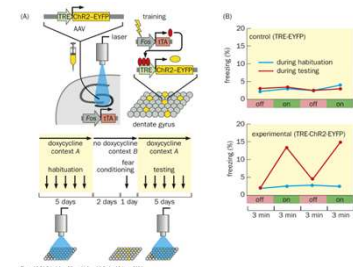 (A)
TRE ChR2–EYFP
AAV
laser
training
Fos tTA
TRE ChR2–EYFP
Fos tTA
dentate gyrus
doxycycline
context A
no doxycycline
context B
doxycycline
context A
habituation
fear
conditioning
testing
5 days
2 days
1 day
5 days
(B)
control (TRE-EYFP)
during habituation
during testing
freezing (%)
20
15
10
5
0
off
on
off
on
experimental (TRE-ChR2-EYFP)
freezing (%)
20
15
10
5
0
off
on
off
on
3 min
3 min
3 min
3 min